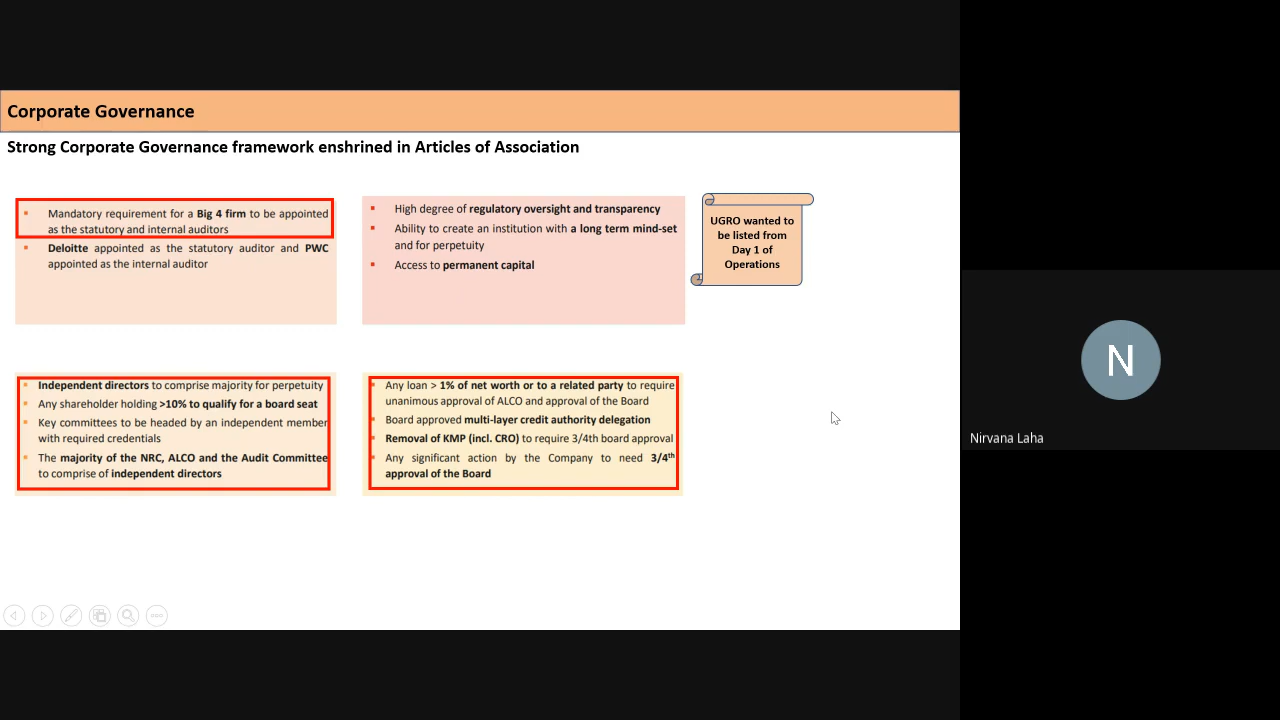 Corporate Governance
Strong Corporate Governance framework enshrined in Articles of Association
Mandatory requirement for a Big 4 firm to be appointed
as the statutory and internal auditors
Deloitte appointed as the statutory auditor and PWC
appointed as the internal auditor
High degree of regulatory oversight and transparency
Ability to create an institution with a long term mind-set
and for perpetuity
Access to permanent capital
UGRO wanted to
be listed from
Day 1 of
Operations
Independent directors to comprise majority for perpetuity
Any shareholder holding >10% to qualify for a board seat
Key committees to be headed by an independent member
with required credentials
The majority of the NRC, ALCO and the Audit Committee
to comprise of independent directors
Any loan > 1% of net worth or to a related party to require
unanimous approval of ALCO and approval of the Board
Board approved multi-layer credit authority delegation
Removal of KMP (incl. CRO) to require 3/4th board approval
Any significant action by the Company to need 3/4th
approval of the Board
N
Nirvana Laha